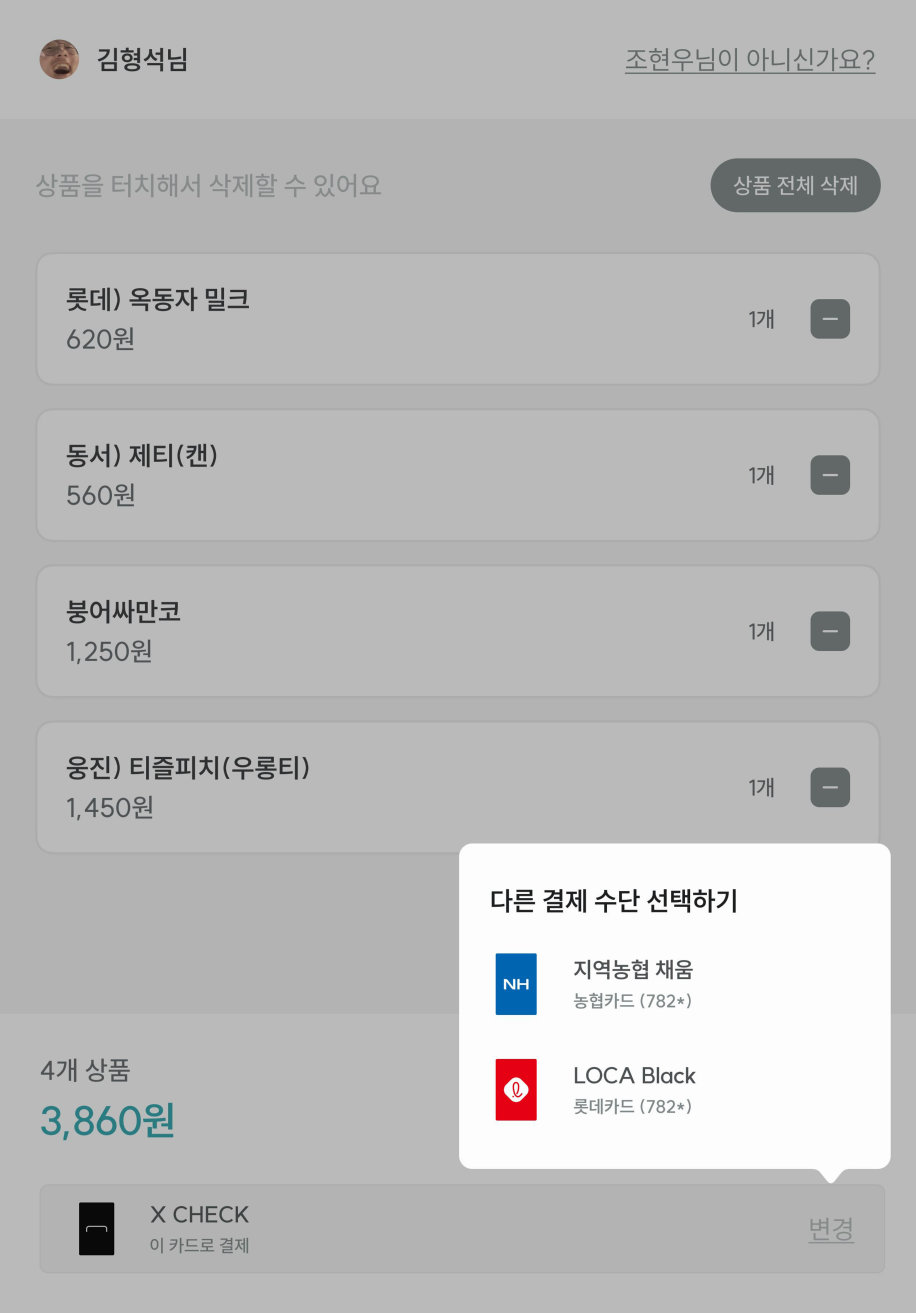 김형석님
조현우님이 아니신가요?
상품을 터치해서 삭제할 수 있어요
상품 전체 삭제
롯데) 옥동자 밀크
620원
1개
동서) 제티(캔)
560원
1개
붕어싸만코
1,250원
1개
웅진) 티즐피치(우롱티)
1,450원
1개
다른 결제 수단 선택하기
NH
지역농협 채움
농협카드 (782*)
LOCA Black
롯데카드 (782*)
4개 상품
3,860원
X CHECK
이 카드로 결제
변경